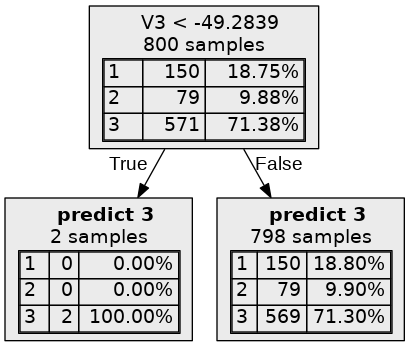 V3 < -49.2839
800 samples
1 150 18.75%
2 79 9.88%
3 571 71.38%
True
False
predict 3
2 samples
1 0 0.00%
2 0 0.00%
3 2 100.00%
predict 3
798 samples
1 150 18.80%
2 79 9.90%
3 569 71.30%